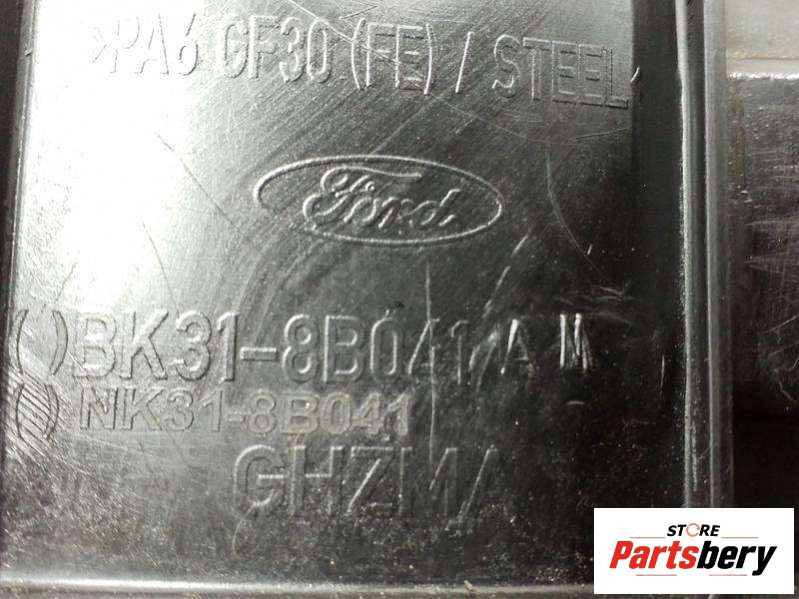 >PA6 GF30 (FE) / STEEL
Ford
( ) BK31-8B041 A
( ) NK31-8B041
GHZMA
STORE
Partsbery